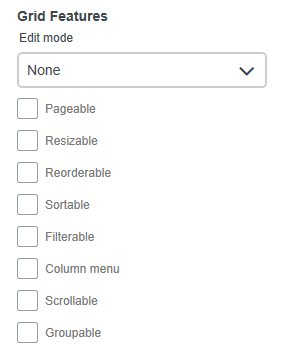 Grid Features
Edit mode
None
Pageable
Resizable
Reorderable
Sortable
Filterable
Column menu
Scrollable
Groupable